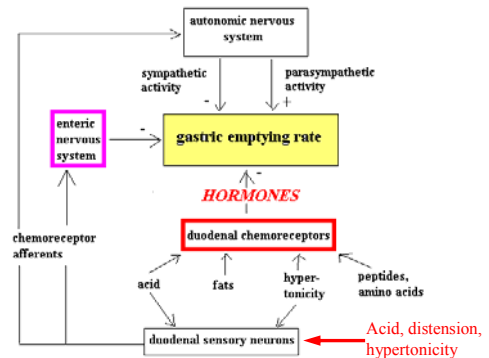 autonomic nervous
system
sympathetic
activity
parasympathetic
activity
-
+
enteric
nervous
system
-
gastric emptying rate
-
HORMONES
duodenal chemoreceptors
chemoreceptor
afferents
acid
fats
hyper-
tonicity
peptides,
amino acids
duodenal sensory neurons
Acid, distension,
hypertonicity